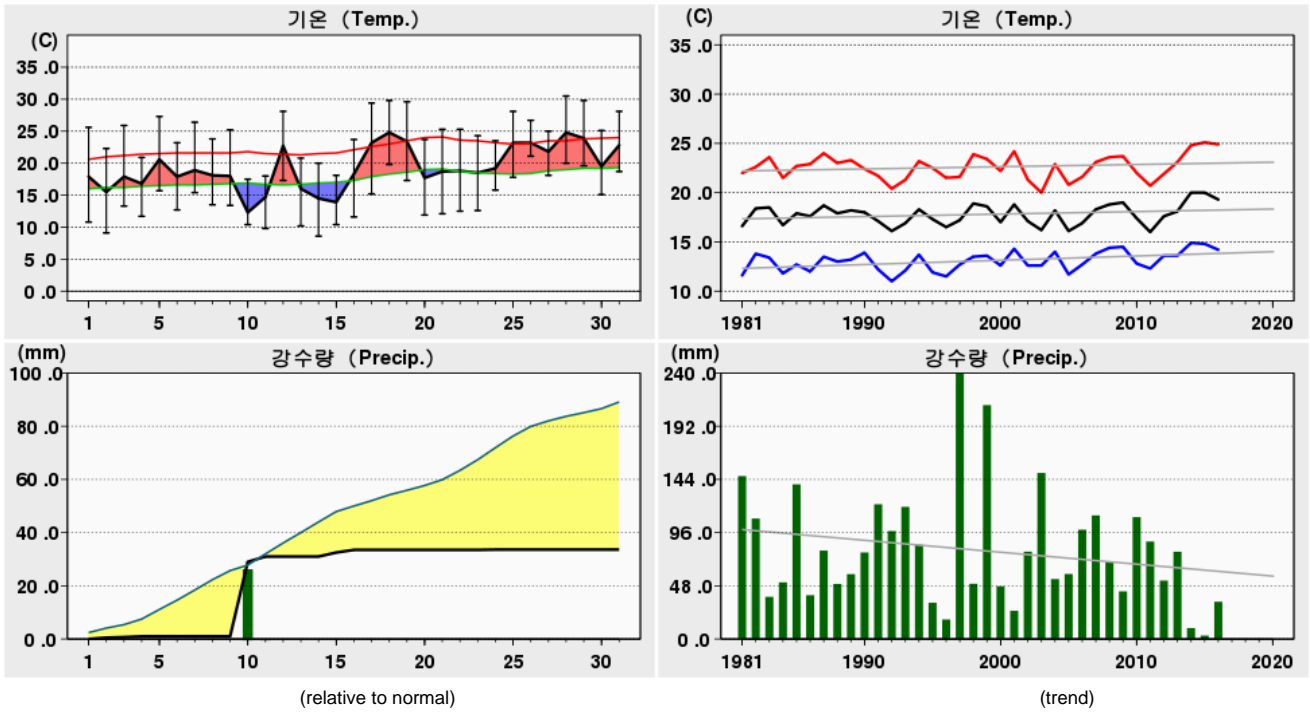 기온 (Temp.)
(C)
35 .0
30 .0
25 .0
20 .0
15 .0
10 .0
5 .0
0 .0
1 5 10 15 20 25 30
기온 (Temp.)
(C)
35 .0
30 .0
25 .0
20 .0
15 .0
10 .0
1981 1990 2000 2010 2020
강수량 (Precip.)
(mm)
100 .0
80 .0
60 .0
40 .0
20 .0
0 .0
1 5 10 15 20 25 30
(relative to normal)
강수량 (Precip.)
(mm)
240 .0
192 .0
144 .0
96 .0
48 .0
0 .0
1981 1990 2000 2010 2020
(trend)